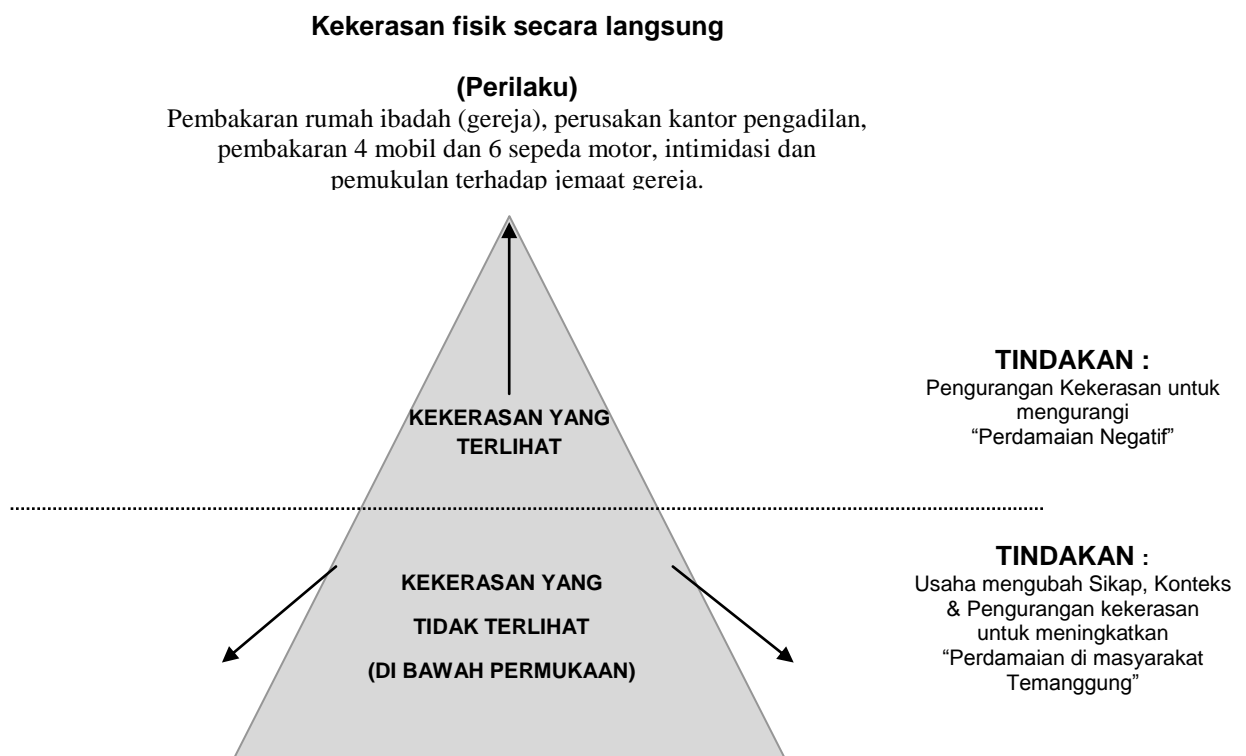 Kekerasan fisik secara langsung
(Perilaku)
Pembakaran rumah ibadah (gereja), perusakan kantor pengadilan,
pembakaran 4 mobil dan 6 sepeda motor, intimidasi dan
pemukulan terhadap jemaat gereja.
KEKERASAN YANG
TERLIHAT
TINDAKAN :
Pengurangan Kekerasan untuk
mengurangi
“Perdamaian Negatif”
KEKERASAN YANG
TIDAK TERLIHAT
(DI BAWAH PERMUKAAN)
TINDAKAN :
Usaha mengubah Sikap, Konteks
& Pengurangan kekerasan
untuk meningkatkan
“Perdamaian di masyarakat
Temanggung”